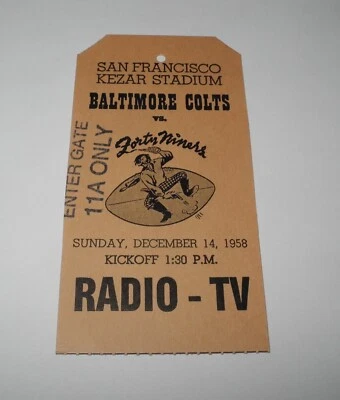 SAN FRANCISCO
KEZAR STADIUM
BALTIMORE COLTS
vs.
Forty Niners
ENTER GATE
11A ONLY
SUNDAY, DECEMBER 14, 1958
KICKOFF 1:30 P.M.
RADIO - TV